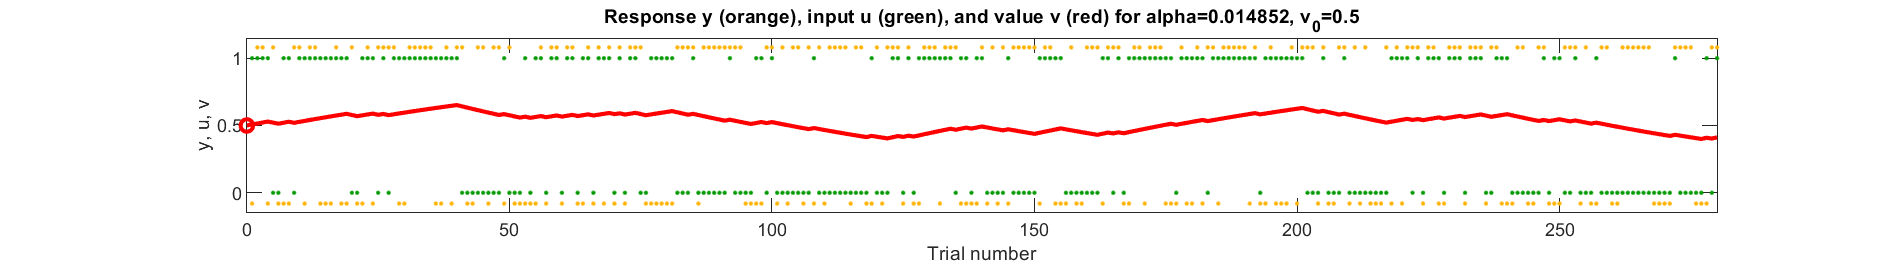 Response y (orange), input u (green), and value v (red) for alpha=0.014852, v0=0.5
y, u, v
1
0.5
0
0 50 100 150 200 250
Trial number